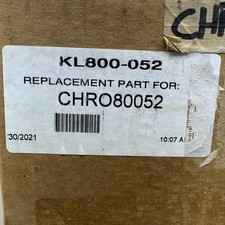 CHR
KL800-052
REPLACEMENT PART FOR:
CHRO80052
30/2021
10:07 A